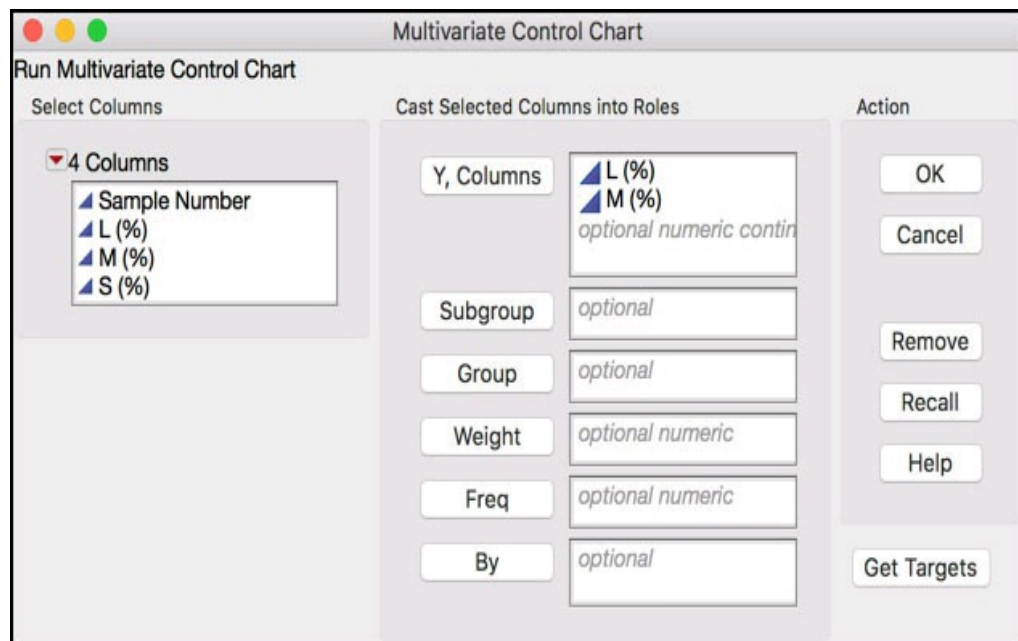 Multivariate Control Chart
Run Multivariate Control Chart
Select Columns
4 Columns
Sample Number
L (%)
M (%)
S (%)
Cast Selected Columns into Roles
Y, Columns
L (%)
M (%)
optional numeric contin
Subgroup
optional
Group
optional
Weight
optional numeric
Freq
optional numeric
By
optional
Action
OK
Cancel
Remove
Recall
Help
Get Targets